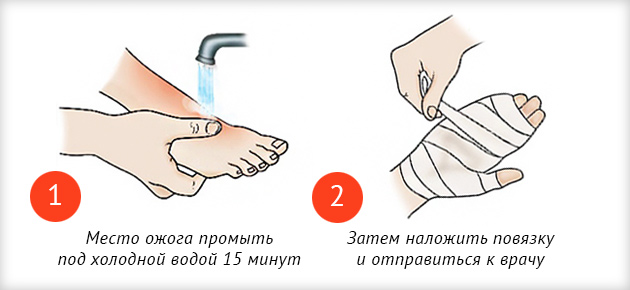 1
Место ожога промыть
под холодной водой 15 минут
2
Затем наложить повязку
и отправиться к врачу